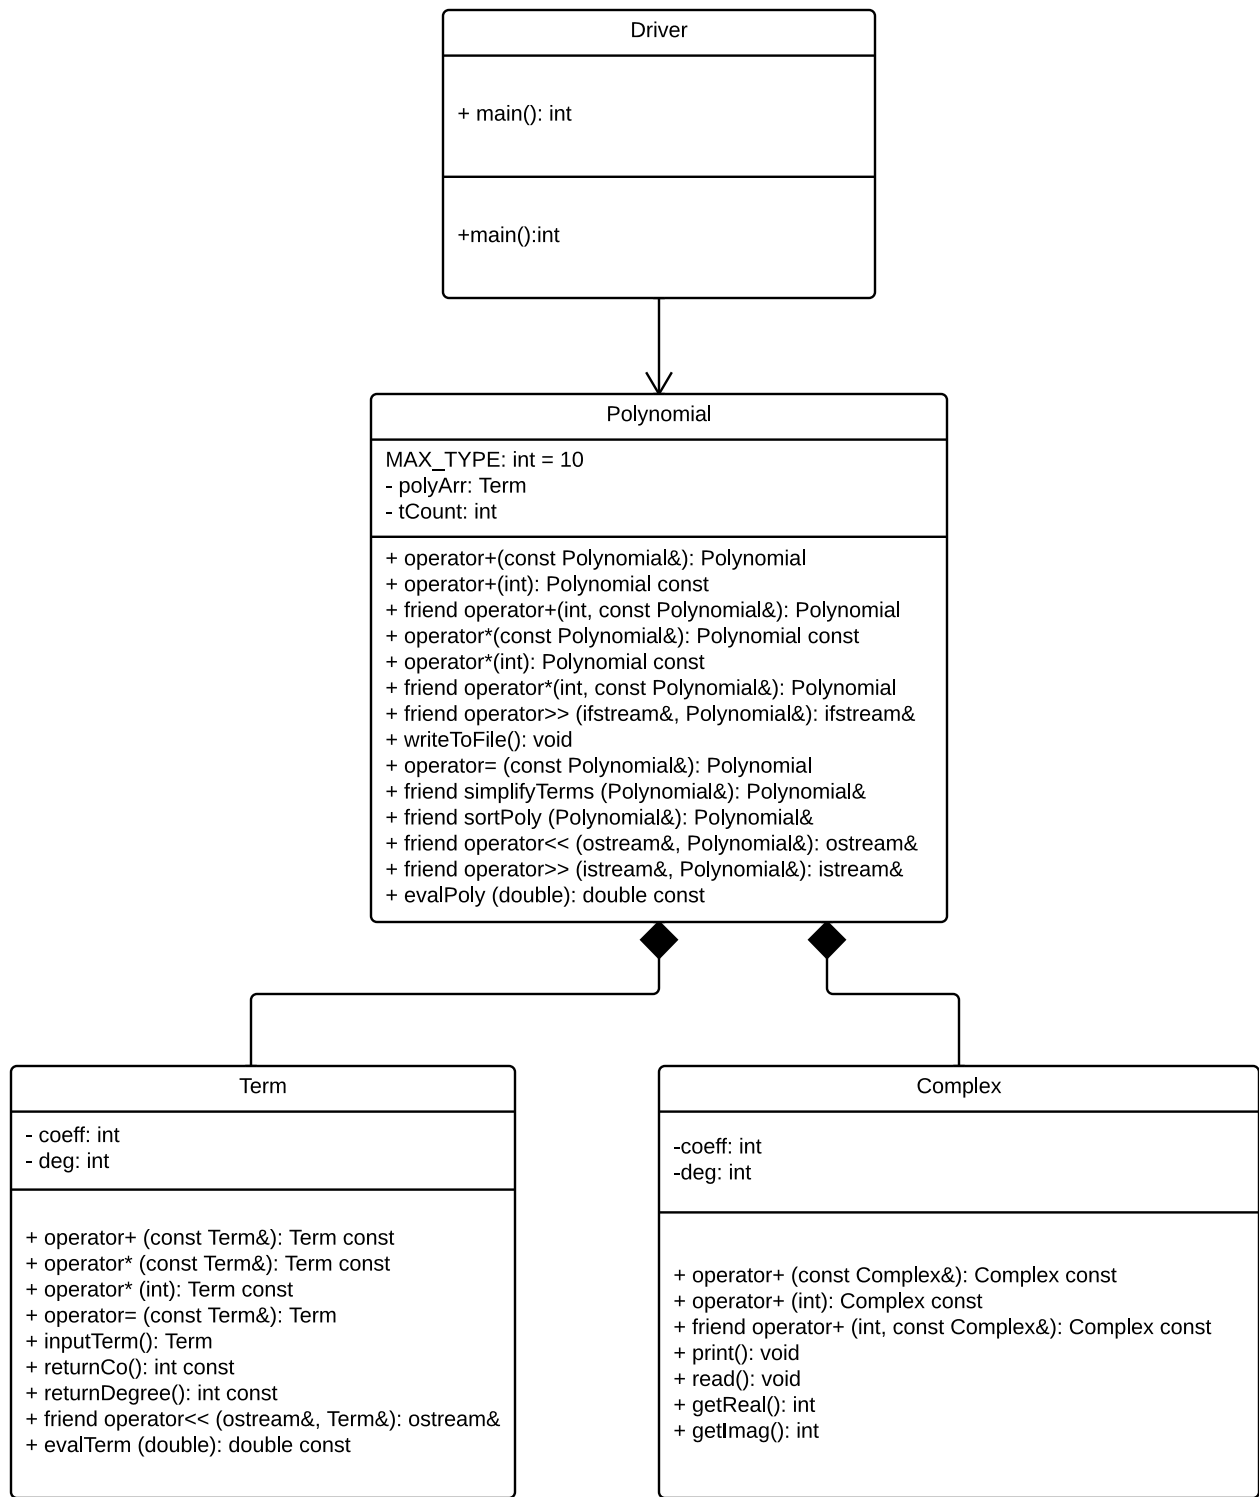 Driver
+ main(): int
+main():int
Polynomial
MAX_TYPE: int = 10
- polyArr: Term
- tCount: int
+ operator+(const Polynomial&): Polynomial
+ operator+(int): Polynomial const
+ friend operator+(int, const Polynomial&): Polynomial
+ operator*(const Polynomial&): Polynomial const
+ operator*(int): Polynomial const
+ friend operator*(int, const Polynomial&): Polynomial
+ friend operator>> (ifstream&, Polynomial&): ifstream&
+ writeToFile(): void
+ operator= (const Polynomial&): Polynomial
+ friend simplifyTerms (Polynomial&): Polynomial&
+ friend sortPoly (Polynomial&): Polynomial&
+ friend operator<< (ostream&, Polynomial&): ostream&
+ friend operator>> (istream&, Polynomial&): istream&
+ evalPoly (double): double const
Term
- coeff: int
- deg: int
+ operator+ (const Term&): Term const
+ operator* (const Term&): Term const
+ operator* (int): Term const
+ operator= (const Term&): Term
+ inputTerm(): Term
+ returnCo(): int const
+ returnDegree(): int const
+ friend operator<< (ostream&, Term&): ostream&
+ evalTerm (double): double const
Complex
-coeff: int
-deg: int
+ operator+ (const Complex&): Complex const
+ operator+ (int): Complex const
+ friend operator+ (int, const Complex&): Complex const
+ print(): void
+ read(): void
+ getReal(): int
+ getImag(): int